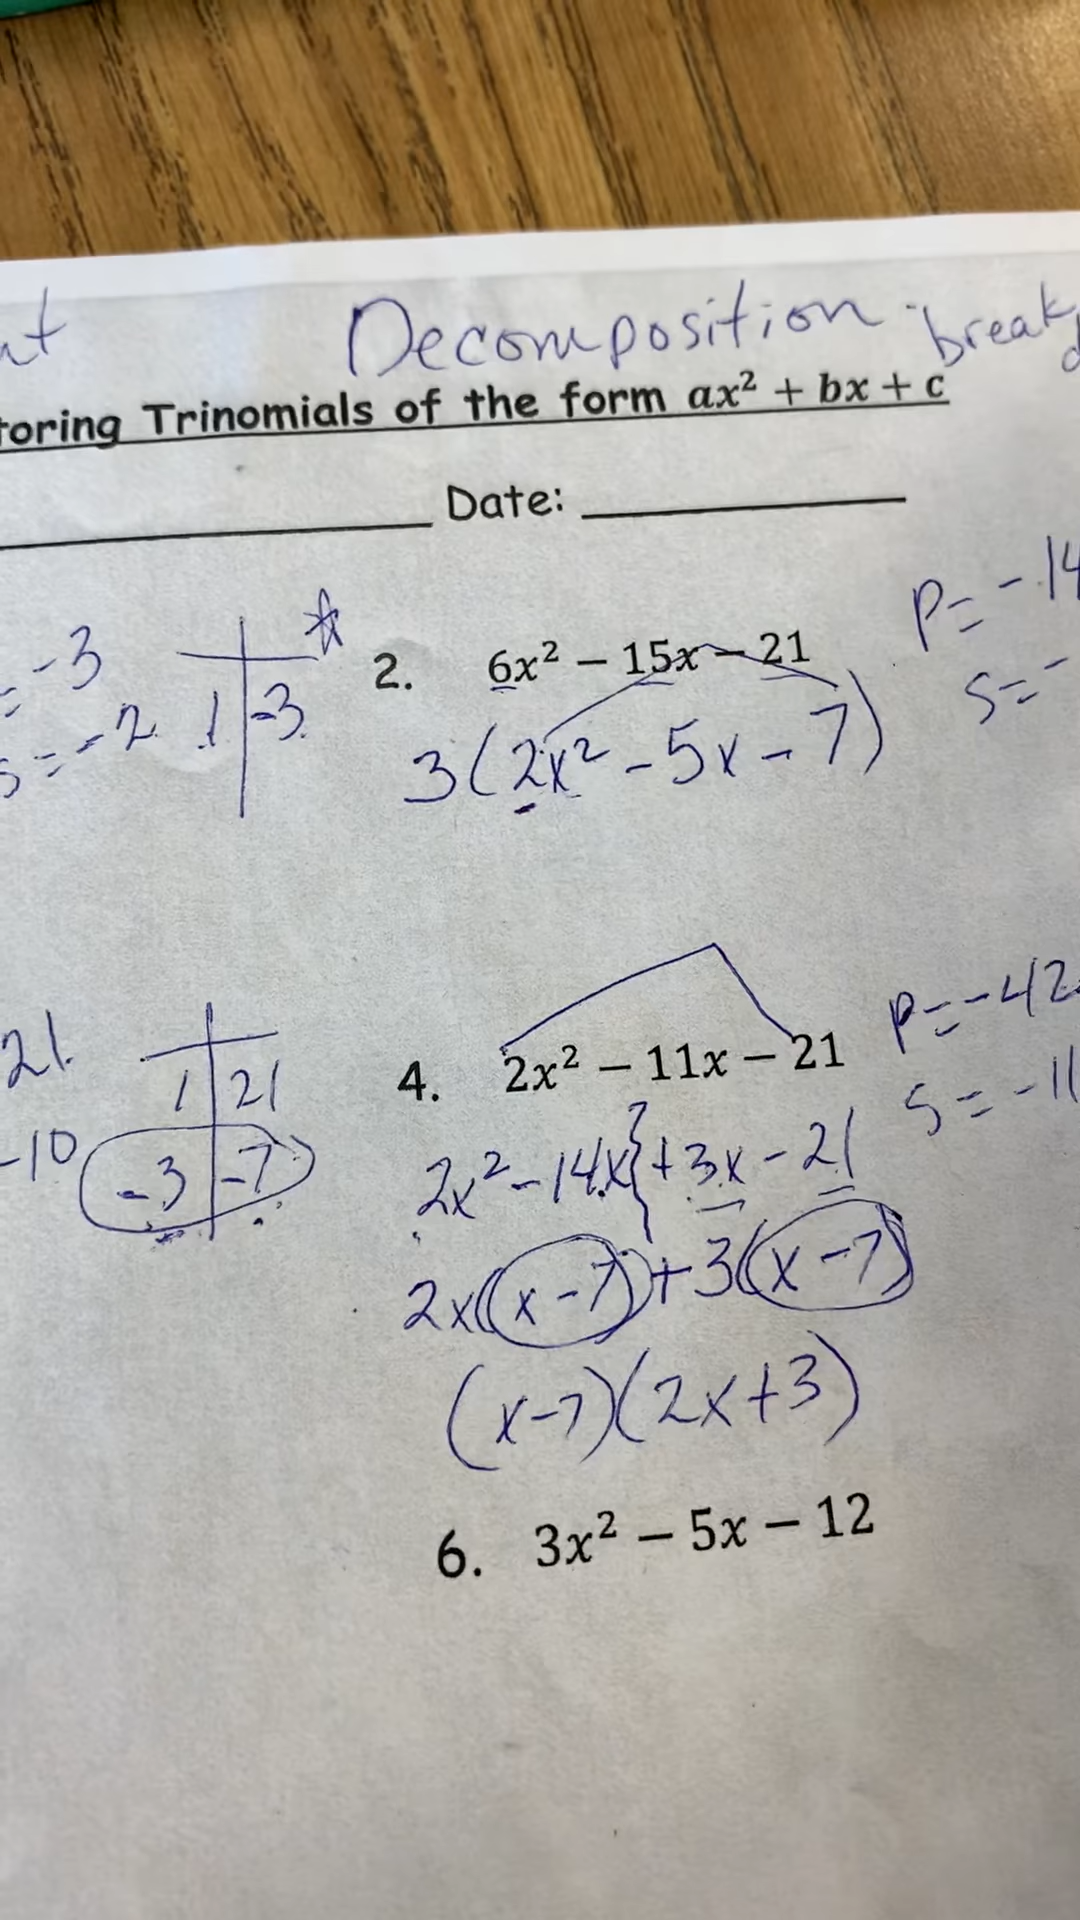 Decomposition - break
Trinomials of the form ax² + bx + c
Date:
= -3
s = -2 1 -3
2. 6x² − 15x − 21
P = -14
s = -
3(2x² - 5x - 7)
21
1 21
-10 -3 -7
4. 2x² − 11x − 21
P = -42
S = -11
2x² - 14x + 3x - 21
2x(x - 7) + 3(x - 7)
(x-7)(2x+3)
6. 3x² − 5x − 12